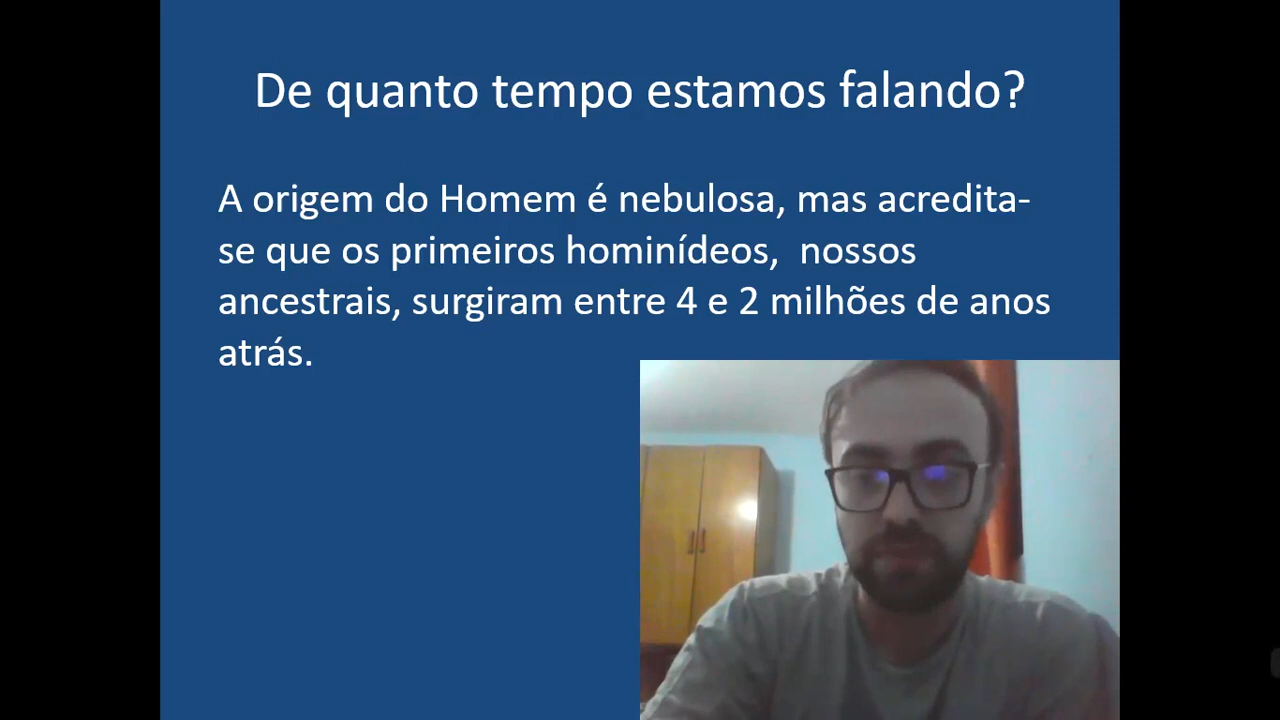 De quanto tempo estamos falando?
A origem do Homem é nebulosa, mas acredita-
se que os primeiros hominídeos,  nossos
ancestrais, surgiram entre 4 e 2 milhões de anos
atrás.